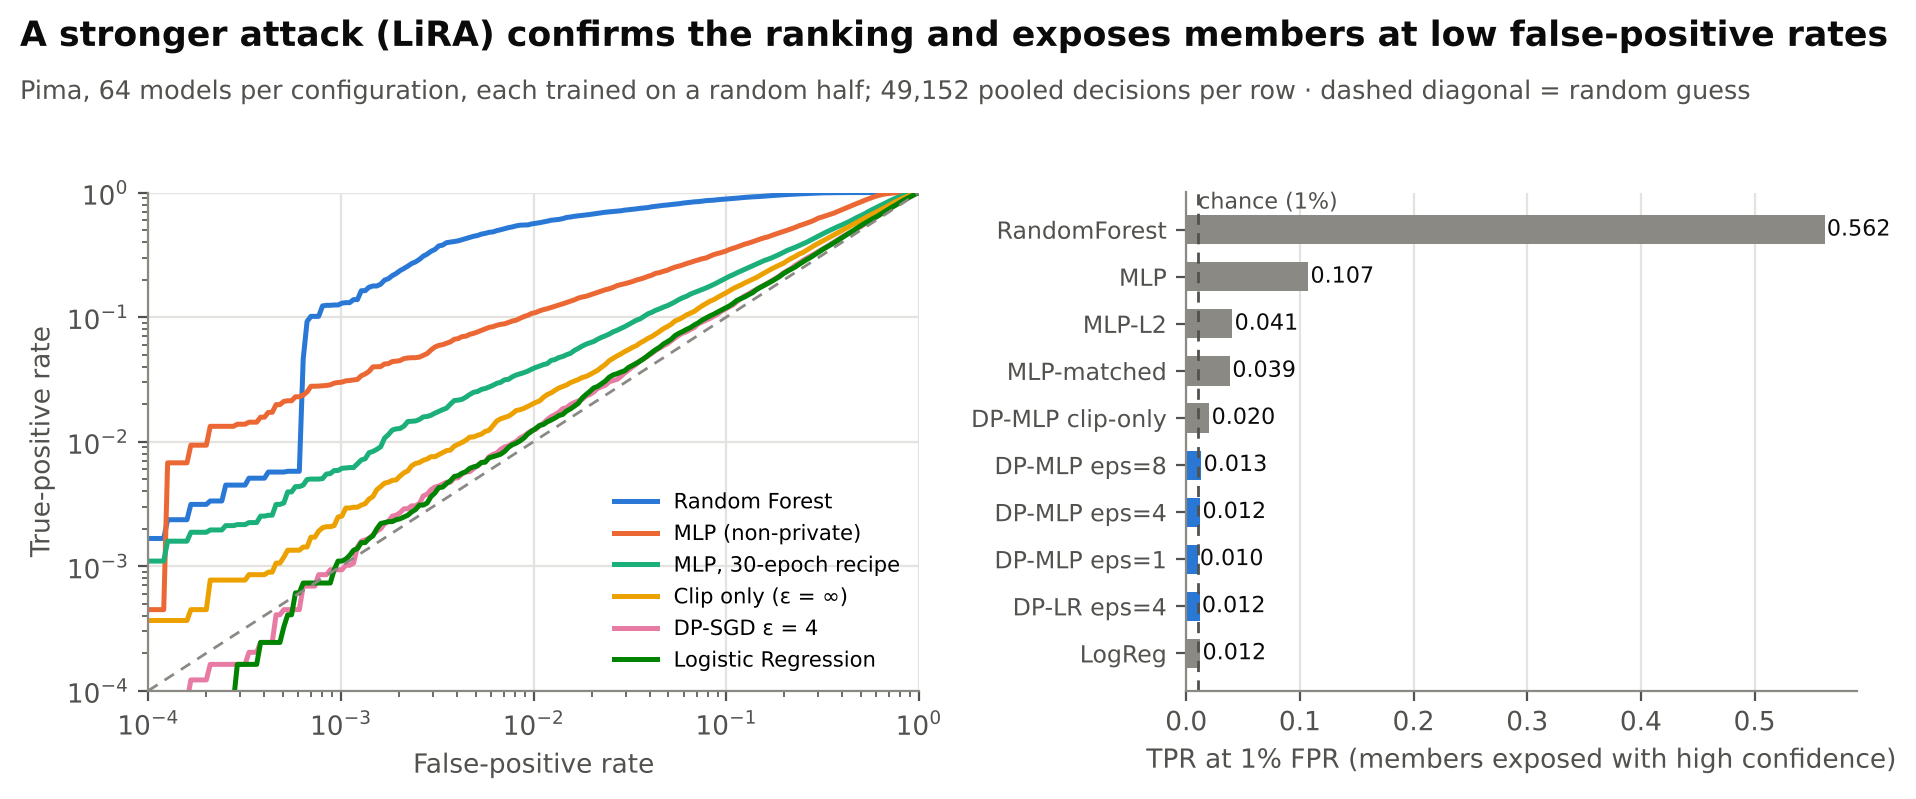 A stronger attack (LiRA) confirms the ranking and exposes members at low false-positive rates
Pima, 64 models per configuration, each trained on a random half; 49,152 pooled decisions per row · dashed diagonal = random guess
True-positive rate
10⁰
10⁻¹
10⁻²
10⁻³
10⁻⁴
Random Forest
MLP (non-private)
MLP, 30-epoch recipe
Clip only (ε = ∞)
DP-SGD ε = 4
Logistic Regression
10⁻⁴ 10⁻³ 10⁻² 10⁻¹ 10⁰
False-positive rate
chance (1%)
RandomForest 0.562
MLP 0.107
MLP-L2 0.041
MLP-matched 0.039
DP-MLP clip-only 0.020
DP-MLP eps=8 0.013
DP-MLP eps=4 0.012
DP-MLP eps=1 0.010
DP-LR eps=4 0.012
LogReg 0.012
0.0 0.1 0.2 0.3 0.4 0.5
TPR at 1% FPR (members exposed with high confidence)